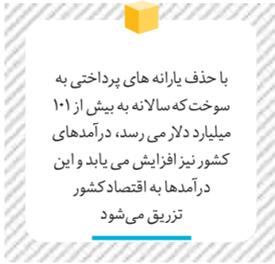 با حذف یارانه های پرداختی به
سوخت که سالانه به بیش از ۱۰۱
میلیارد دلار می رسد، درآمدهای
کشور نیز افزایش می یابد و این
درآمدها به اقتصاد کشور
تزریق می‌شود